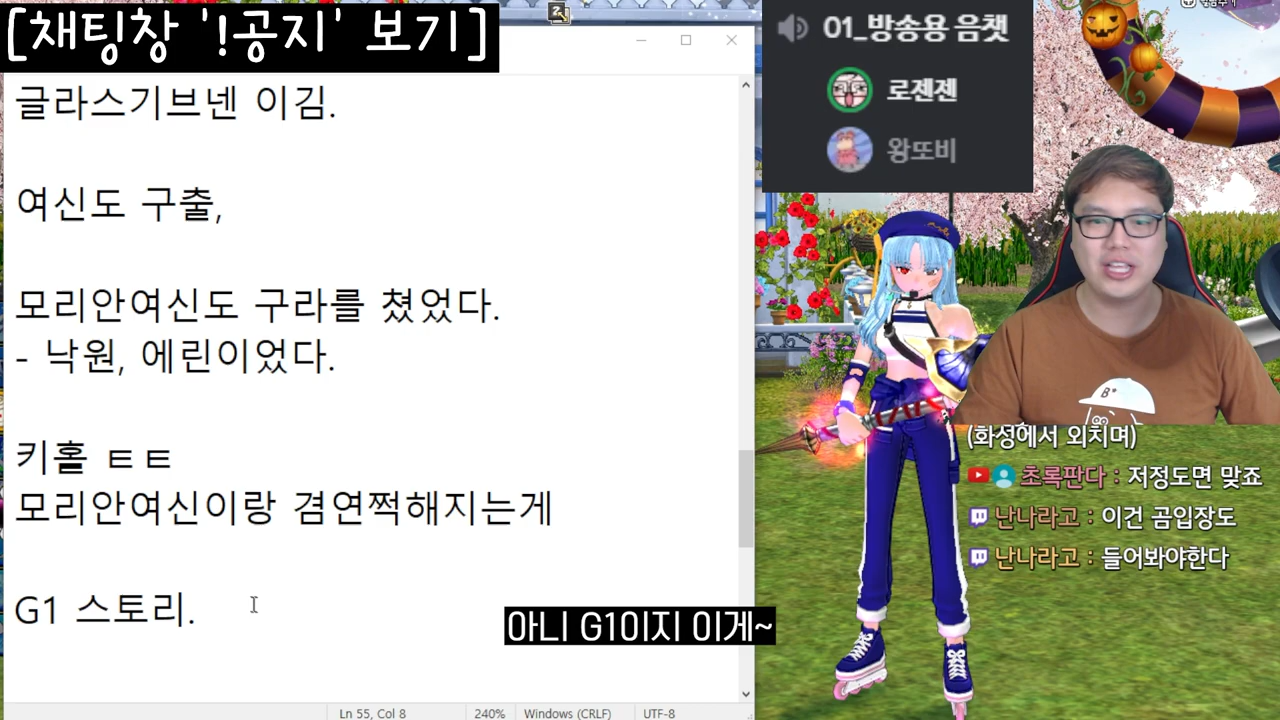 [채팅창 '!공지' 보기]
글라스기브넨 이김.
여신도 구출,
모리안여신도 구라를 쳤었다.
- 낙원, 에린이었다.
키홀 ㅌㅌ
모리안여신이랑 겸연쩍해지는게
G1 스토리.
Ln 55, Col 8
240%
Windows (CRLF)
UTF-8
아니 G1이지 이게~
01_방송용 음챗
로젠젠
왕또비
B*
(화성에서 외치며)
초록판다 : 저정도면 맞죠
난나라고 : 이건 곰입장도
난나라고 : 들어봐야한다